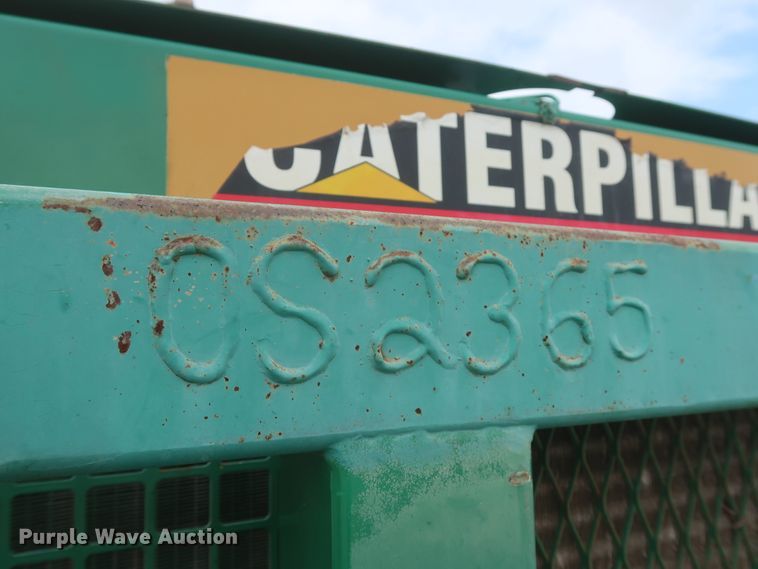 CATERPILLA
OS2365
Purple Wave Auction